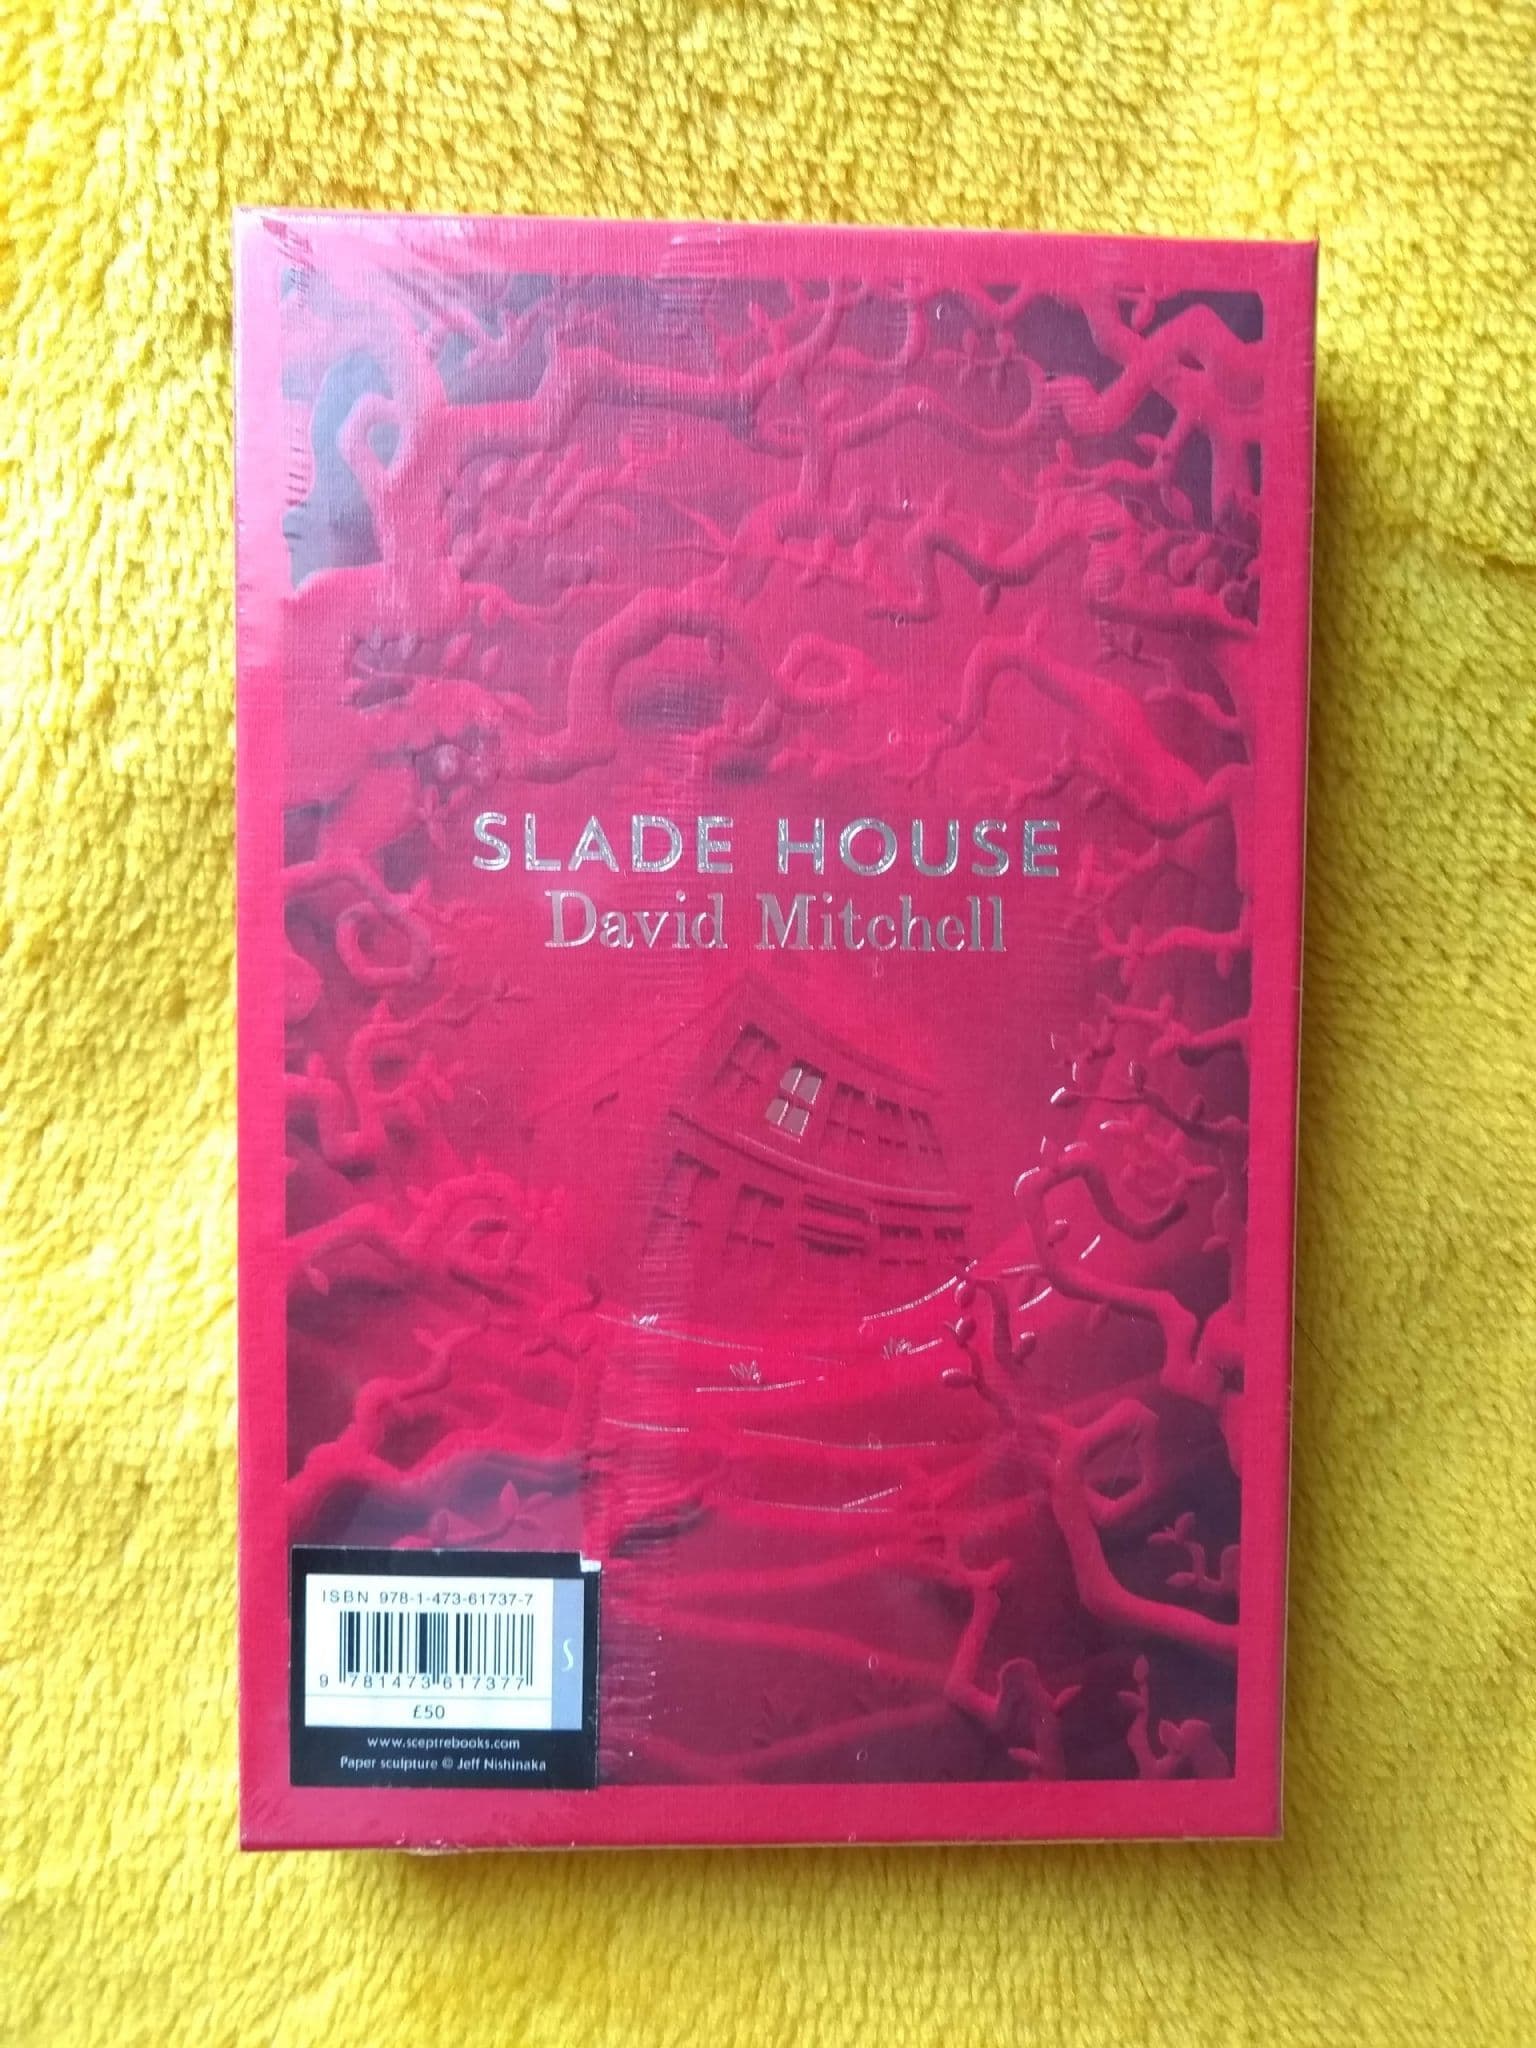 SLADE HOUSE
David Mitchell
ISBN 978-1-473-61737-7
9 781473 617377
£50
www.sceptrebooks.com
Paper sculpture © Jeff Nishinaka